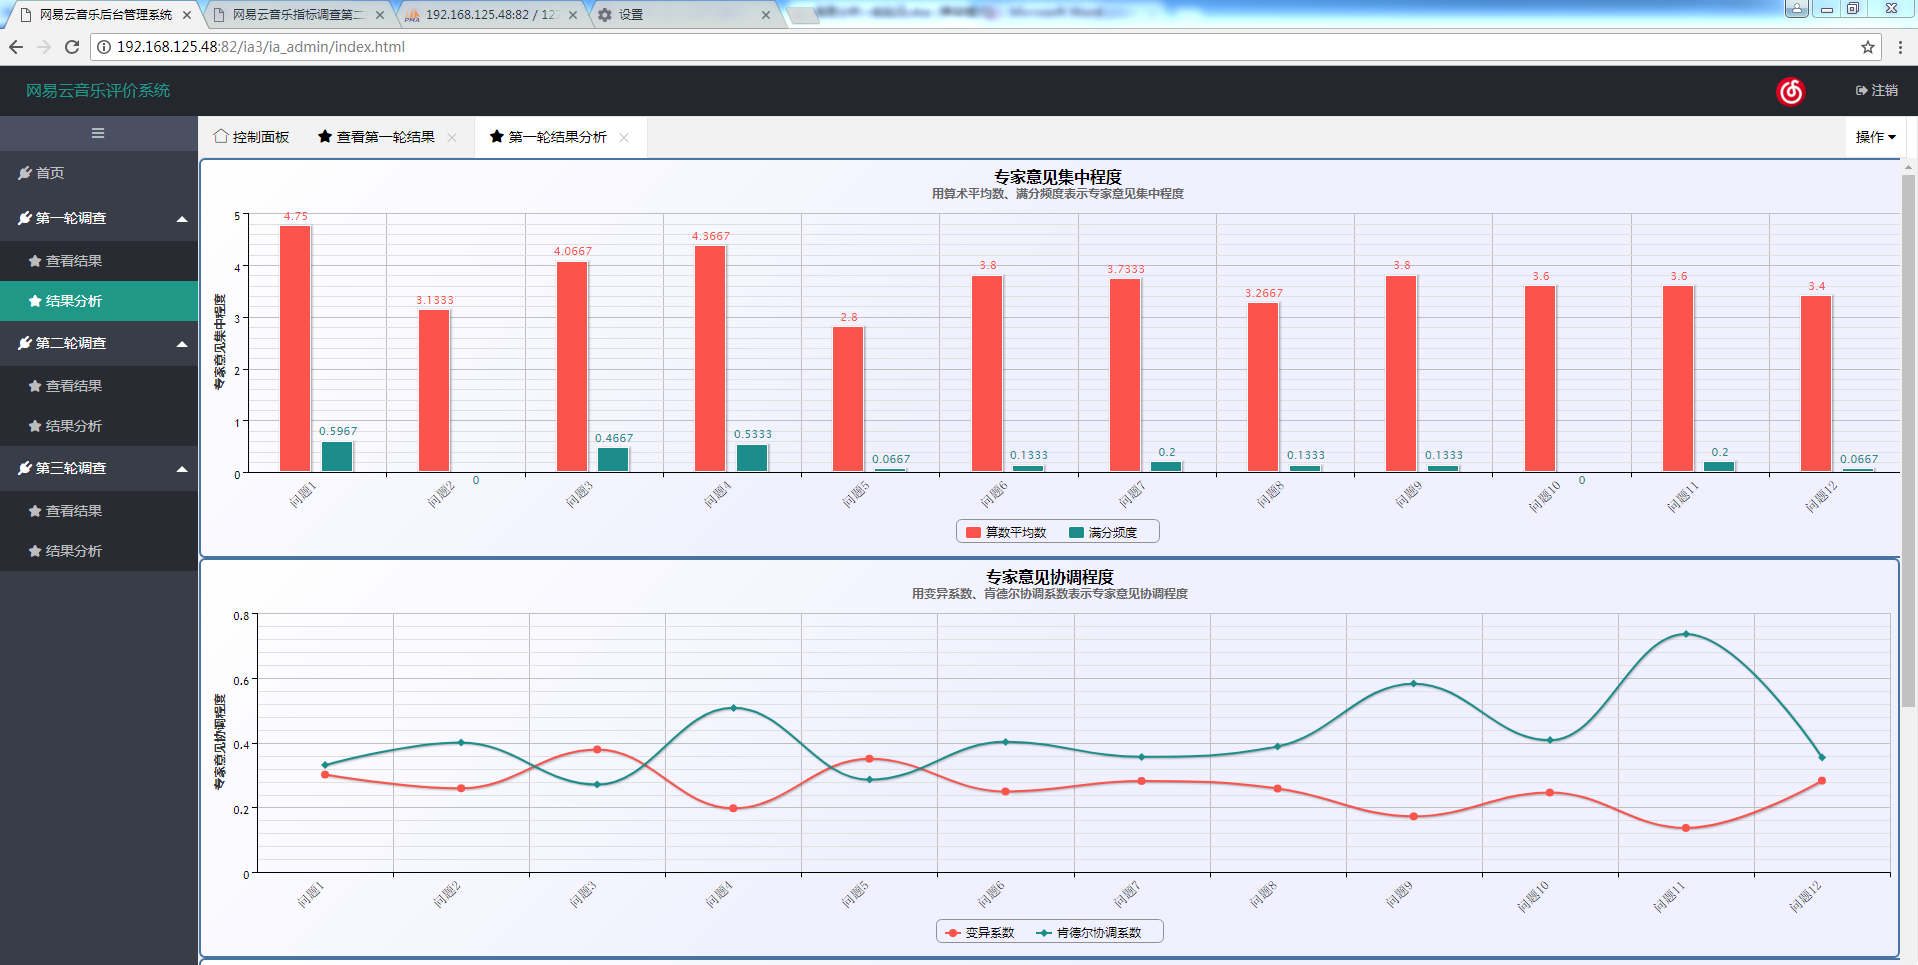 网易云音乐后台管理系统
网易云音乐指标调查第二
192.168.125.48:82 / 127
设置
192.168.125.48:82/ia3/ia_admin/index.html
网易云音乐评价系统
注销
首页
第一轮调查
查看结果
结果分析
第二轮调查
查看结果
结果分析
第三轮调查
查看结果
结果分析
控制面板
查看第一轮结果
第一轮结果分析
操作
专家意见集中程度
用算术平均数、满分频度表示专家意见集中程度
专家意见集中程度
5
4
3
2
1
0
4.75
0.5967
3.1333
0
4.0667
0.4667
4.3667
0.5333
2.8
0.0667
3.8
0.1333
3.7333
0.2
3.2667
0.1333
3.8
0.1333
3.6
0
3.6
0.2
3.4
0.0667
问题1
问题2
问题3
问题4
问题5
问题6
问题7
问题8
问题9
问题10
问题11
问题12
算数平均数
满分频度
专家意见协调程度
用变异系数、肯德尔协调系数表示专家意见协调程度
专家意见协调程度
0.8
0.6
0.4
0.2
0
问题1
问题2
问题3
问题4
问题5
问题6
问题7
问题8
问题9
问题10
问题11
问题12
变异系数
肯德尔协调系数